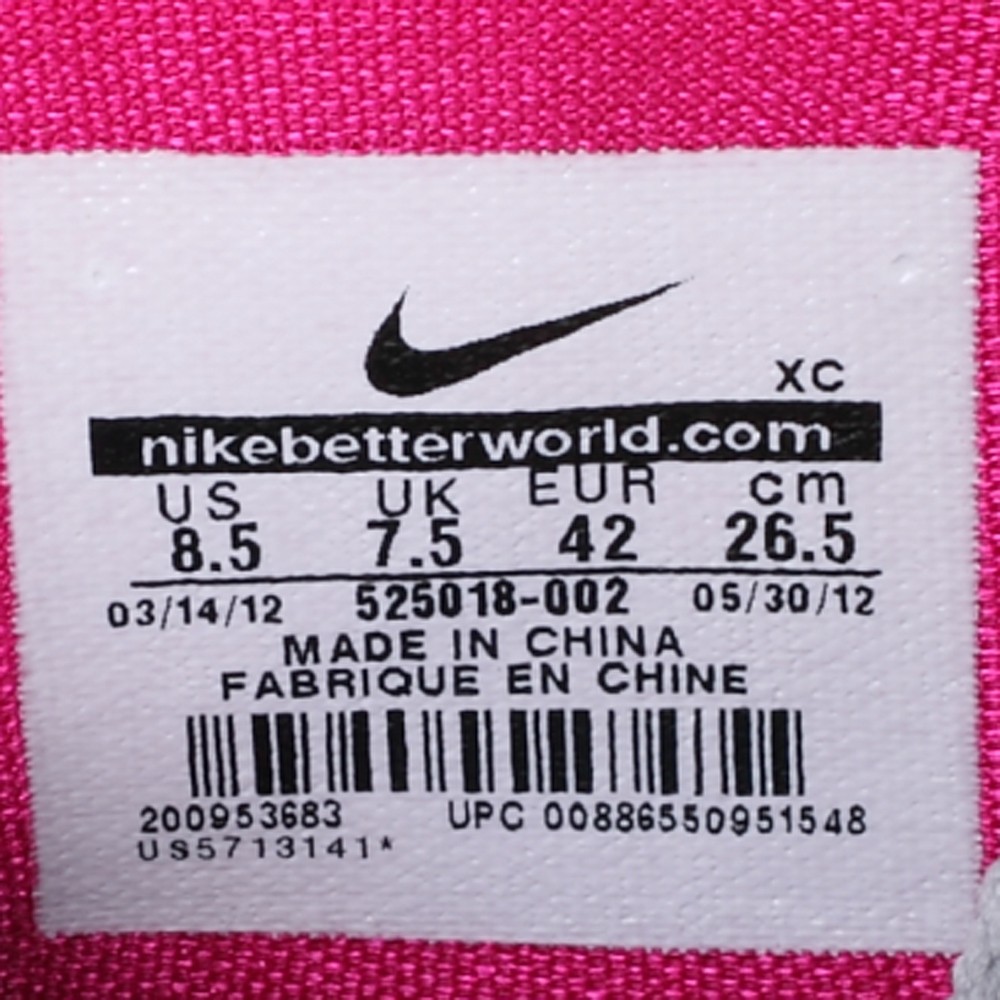 XC
nikebetterworld.com
US UK EUR cm
8.5 7.5 42 26.5
03/14/12 525018-002 05/30/12
MADE IN CHINA
FABRIQUE EN CHINE
200953683 UPC 00886550951548
US5713141*